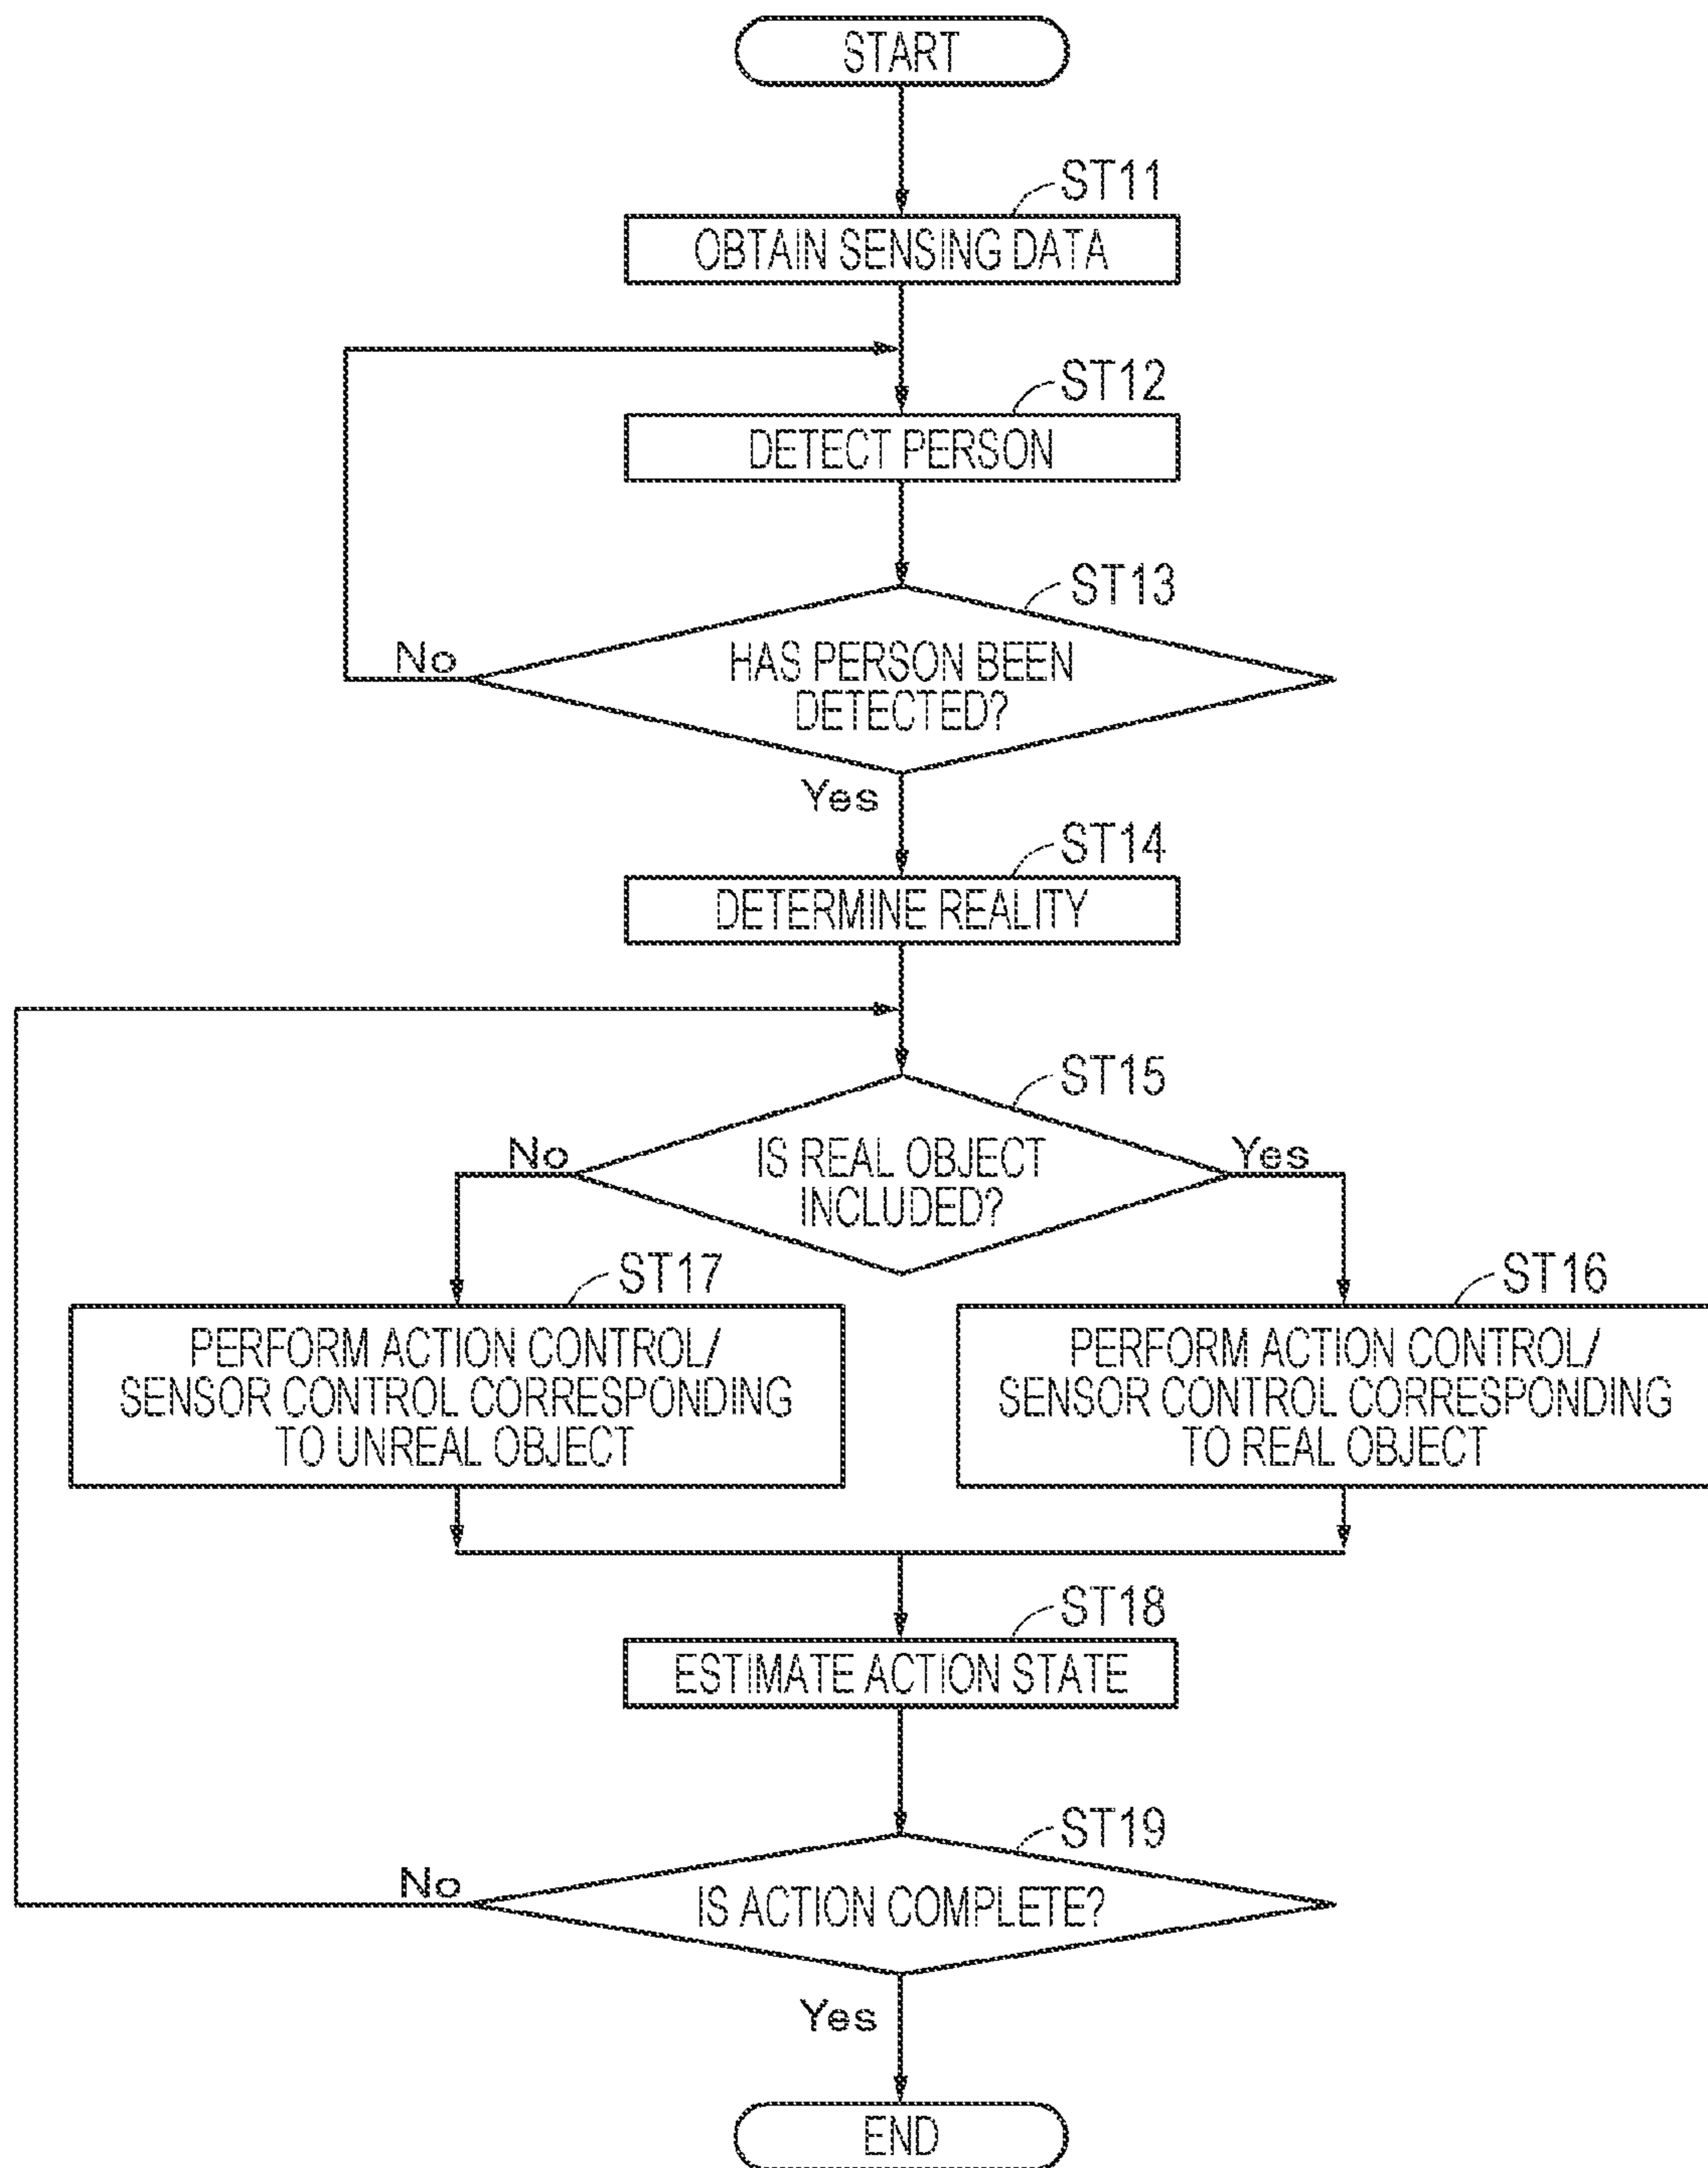 START
ST11
OBTAIN SENSING DATA
ST12
DETECT PERSON
ST13
HAS PERSON BEEN
DETECTED?
No
Yes
ST14
DETERMINE REALITY
ST15
IS REAL OBJECT
INCLUDED?
No
Yes
ST17
PERFORM ACTION CONTROL/
SENSOR CONTROL CORRESPONDING
TO UNREAL OBJECT
ST16
PERFORM ACTION CONTROL/
SENSOR CONTROL CORRESPONDING
TO REAL OBJECT
ST18
ESTIMATE ACTION STATE
ST19
IS ACTION COMPLETE?
No
Yes
END